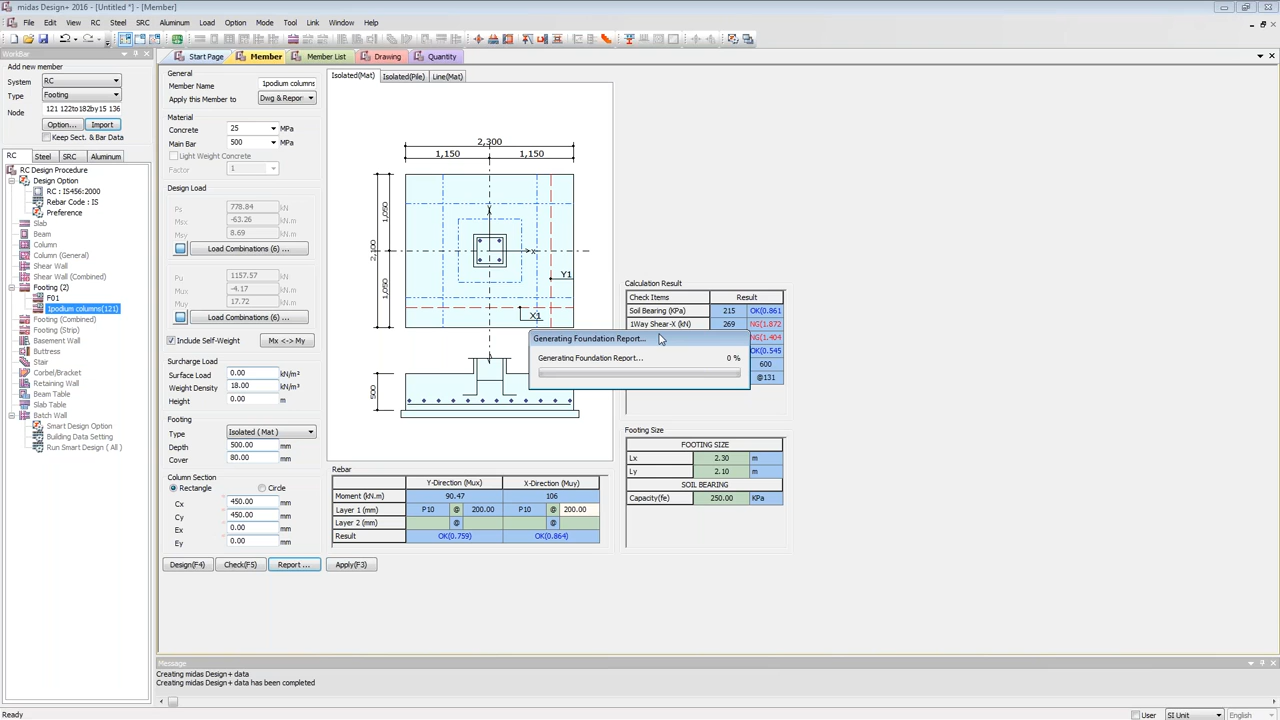 midas Design+ 2016 - [Untitled *]
File Edit View RC Steel SRC Aluminum Load Option Mode Tool Link Window Help
WorkBar
Start Page Member Member List Drawing Quantity
Add new member
System RC
Type Footing
Node 121 122to182by15 136
Option... Import
Keep Sect. & Bar Data
RC Steel SRC Aluminum
RC Design Procedure
Design Option
RC : IS456:2000
Rebar Code : IS
Preference
Slab
Beam
Column
Column (General)
Shear Wall
Shear Wall (Combined)
Footing (2)
F01
1podium columns(121)
Footing (Combined)
Footing (Strip)
Basement Wall
Buttress
Stair
Corbel/Bracket
Retaining Wall
Beam Table
Slab Table
Batch Wall
Smart Design Option
Building Data Setting
Run Smart Design ( All )
General
Member Name 1podium columns
Apply this Member to Dwg & Repor
Material
Concrete 25 MPa
Main Bar 500 MPa
Light Weight Concrete
Factor 1
Design Load
Ps 778.84 kN
Msx -63.26 kN.m
Msy 8.69 kN.m
Load Combinations (6) ...
Pu 1157.57 kN
Mux -4.17 kN.m
Muy 17.72 kN.m
Load Combinations (6) ...
Include Self-Weight Mx <-> My
Surcharge Load
Surface Load 0.00 kN/m²
Weight Density 18.00 kN/m³
Height 0.00 m
Footing
Type Isolated ( Mat )
Depth 500.00 mm
Cover 80.00 mm
Column Section
Rectangle Circle
Cx 450.00 mm
Cy 450.00 mm
Ex 0.00 mm
Ey 0.00 mm
Design(F4) Check(F5) Report ... Apply(F3)
Isolated(Mat) Isolated(Pile) Line(Mat)
2,300
1,150 1,150
1,050
2,100
1,050
Y
x
Y1
X1
500
Generating Foundation Report...
Generating Foundation Report... 0 %
Calculation Result
Check Items Result
Soil Bearing (KPa) 215 OK(0.861
1Way Shear-X (kN) 269 NG(1.872
NG(1.404
OK(0.545
600
@131
Footing Size
FOOTING SIZE
Lx 2.30 m
Ly 2.10 m
SOIL BEARING
Capacity(fe) 250.00 KPa
Rebar
Y-Direction (Mux) X-Direction (Muy)
Moment (kN.m) 90.47 106
Layer 1 (mm) P10 @ 200.00 P10 @ 200.00
Layer 2 (mm) @ @
Result OK(0.759) OK(0.864)
Message
Creating midas Design+ data
Creating midas Design+ data has been completed
Ready User SI Unit English